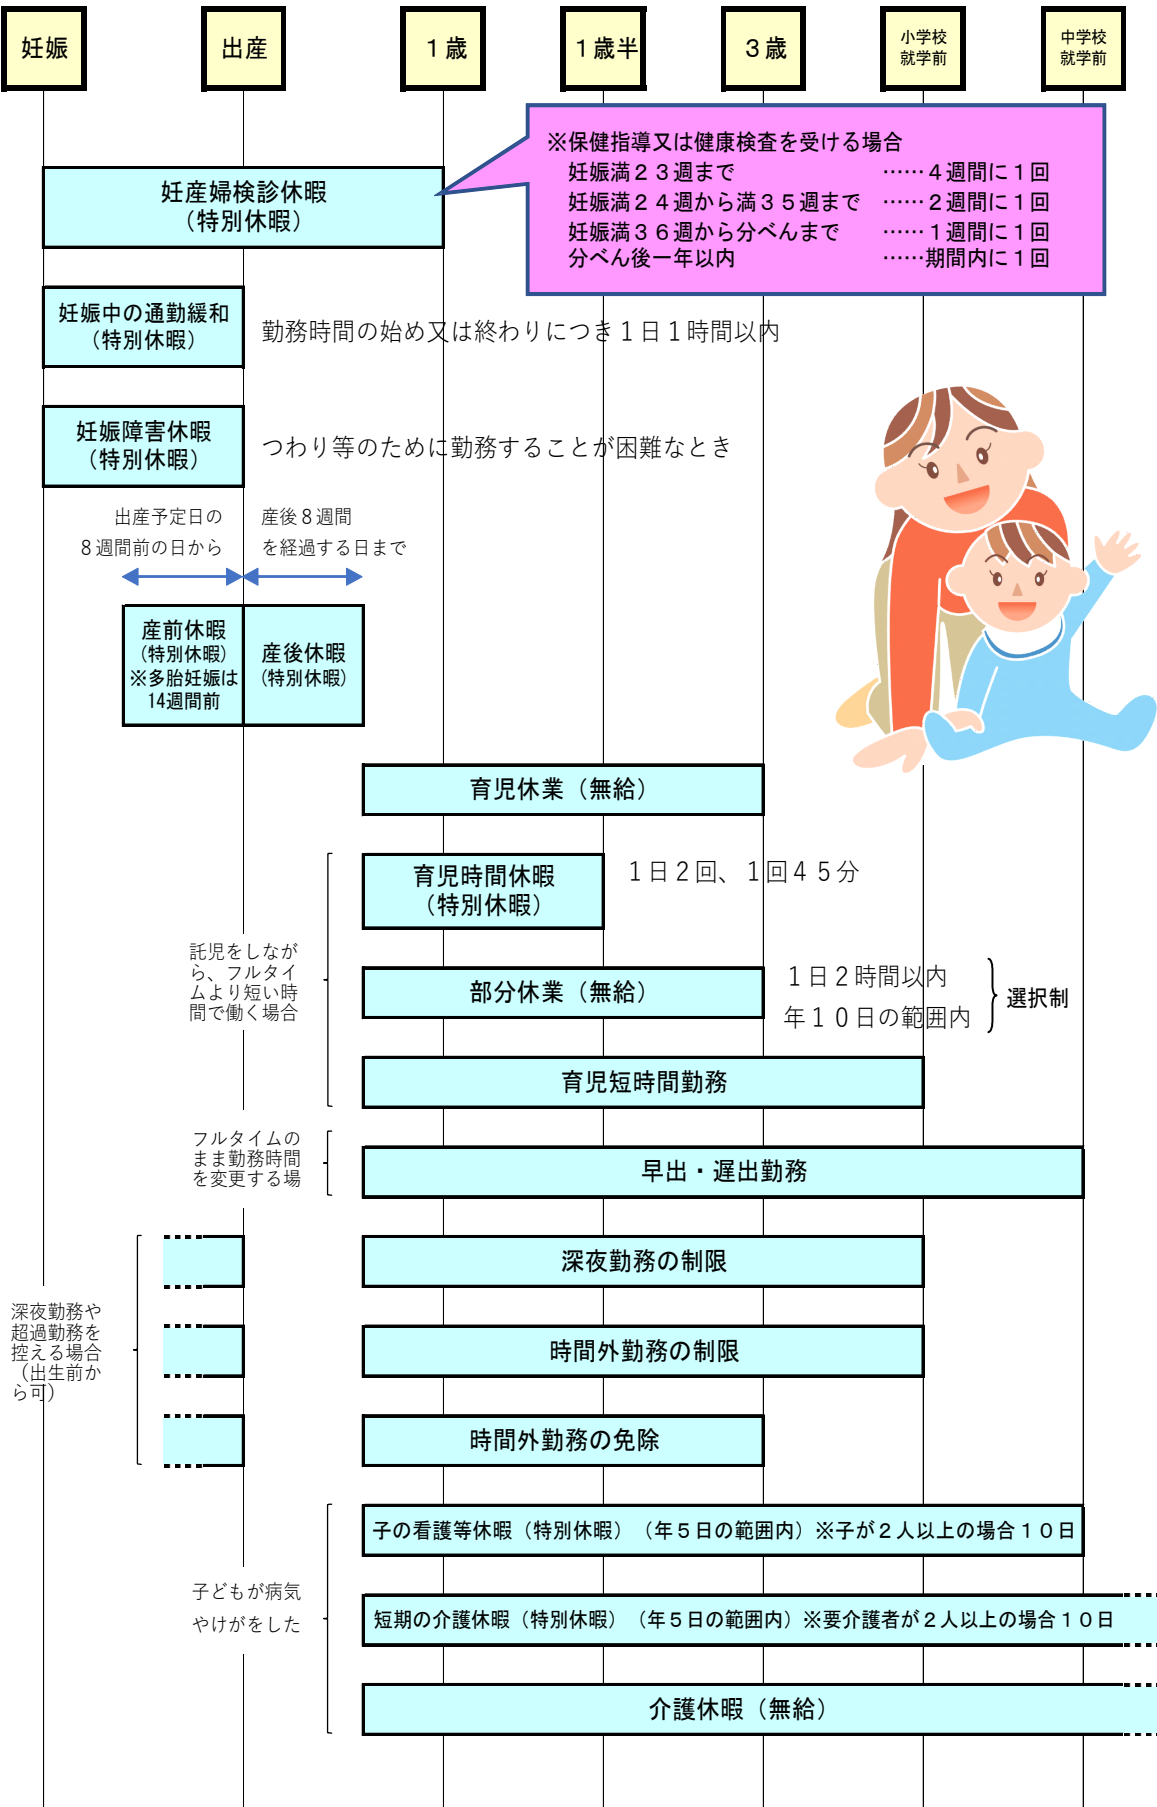 妊娠
出産
１歳
１歳半
３歳
小学校
就学前
中学校
就学前
※保健指導又は健康検査を受ける場合
妊娠満２３週まで ……４週間に１回
妊娠満２４週から満３５週まで ……２週間に１回
妊娠満３６週から分べんまで ……１週間に１回
分べん後一年以内 ……期間内に１回
妊産婦検診休暇
（特別休暇）
妊娠中の通勤緩和
（特別休暇）
勤務時間の始め又は終わりにつき１日１時間以内
妊娠障害休暇
（特別休暇）
つわり等のために勤務することが困難なとき
出産予定日の
８週間前の日から
産後８週間
を経過する日まで
産前休暇
（特別休暇）
※多胎妊娠は
14週間前
産後休暇
（特別休暇）
育児休業（無給）
育児時間休暇
（特別休暇）
１日２回、１回４５分
託児をしなが
ら、フルタイ
ムより短い時
間で働く場合
部分休業（無給）
１日２時間以内
年１０日の範囲内
選択制
育児短時間勤務
フルタイムの
まま勤務時間
を変更する場
早出・遅出勤務
深夜勤務の制限
深夜勤務や
超過勤務を
控える場合
（出生前か
ら可）
時間外勤務の制限
時間外勤務の免除
子の看護等休暇（特別休暇）（年５日の範囲内）※子が２人以上の場合１０日
子どもが病気
やけがをした
短期の介護休暇（特別休暇）（年５日の範囲内）※要介護者が２人以上の場合１０日
介護休暇（無給）